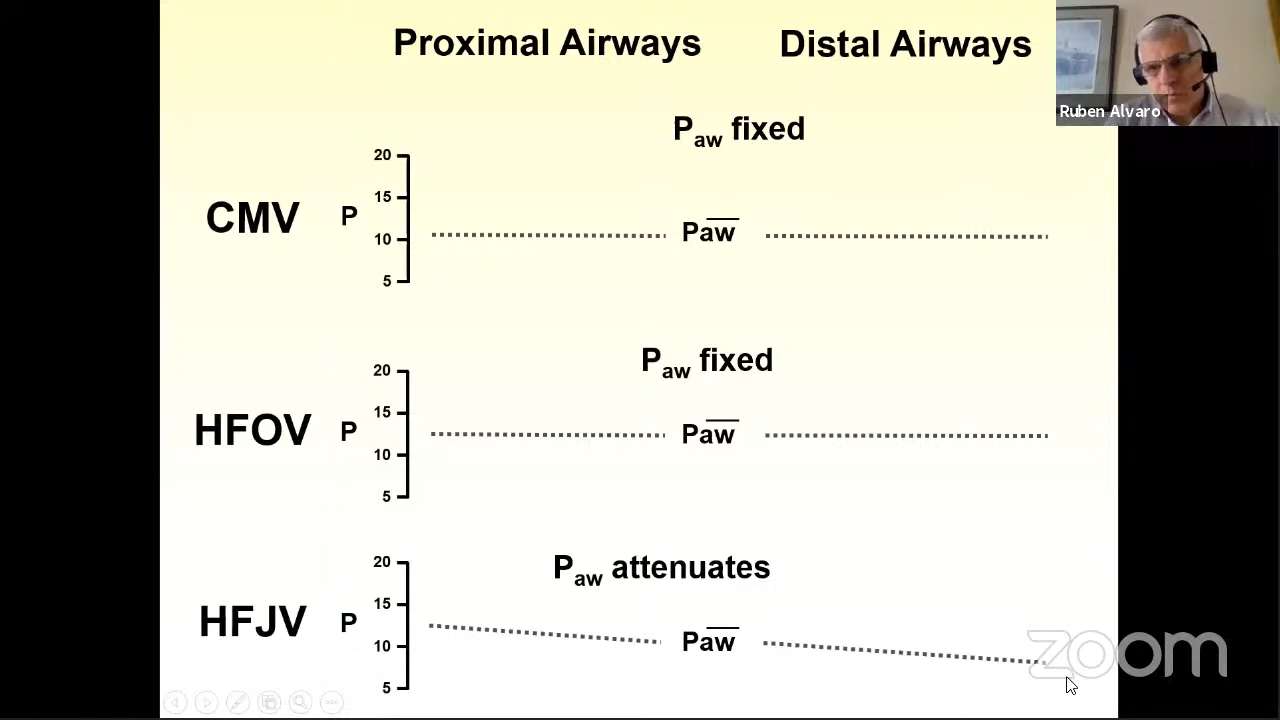 Proximal Airways
Distal Airways
Ruben Alvaro
Paw fixed
20
15
10
5
CMV
P
Paw
Paw fixed
20
15
10
5
HFOV
P
Paw
Paw attenuates
20
15
10
5
HFJV
P
Paw
zoom